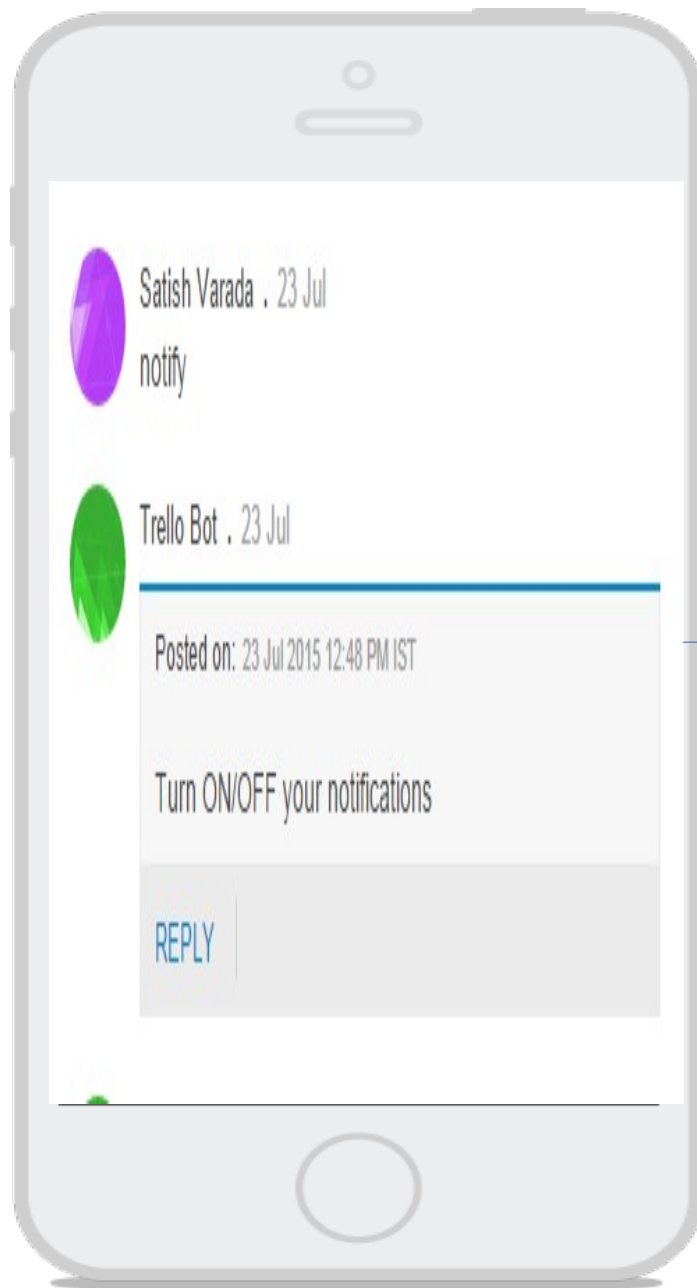 Satish Varada . 23 Jul
notify
Trello Bot . 23 Jul
Posted on: 23 Jul 2015 12:48 PM IST
Turn ON/OFF your notifications
REPLY